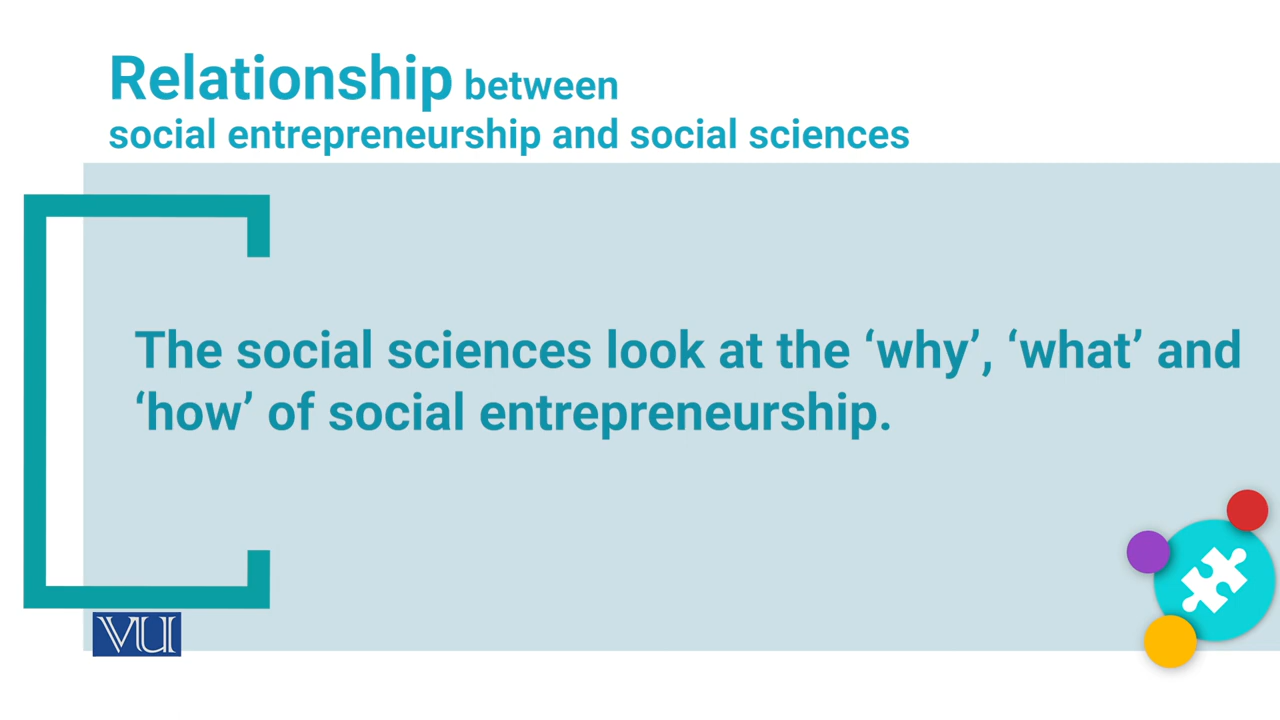 Relationship between
social entrepreneurship and social sciences
The social sciences look at the ‘why’, ‘what’ and
‘how’ of social entrepreneurship.
VU